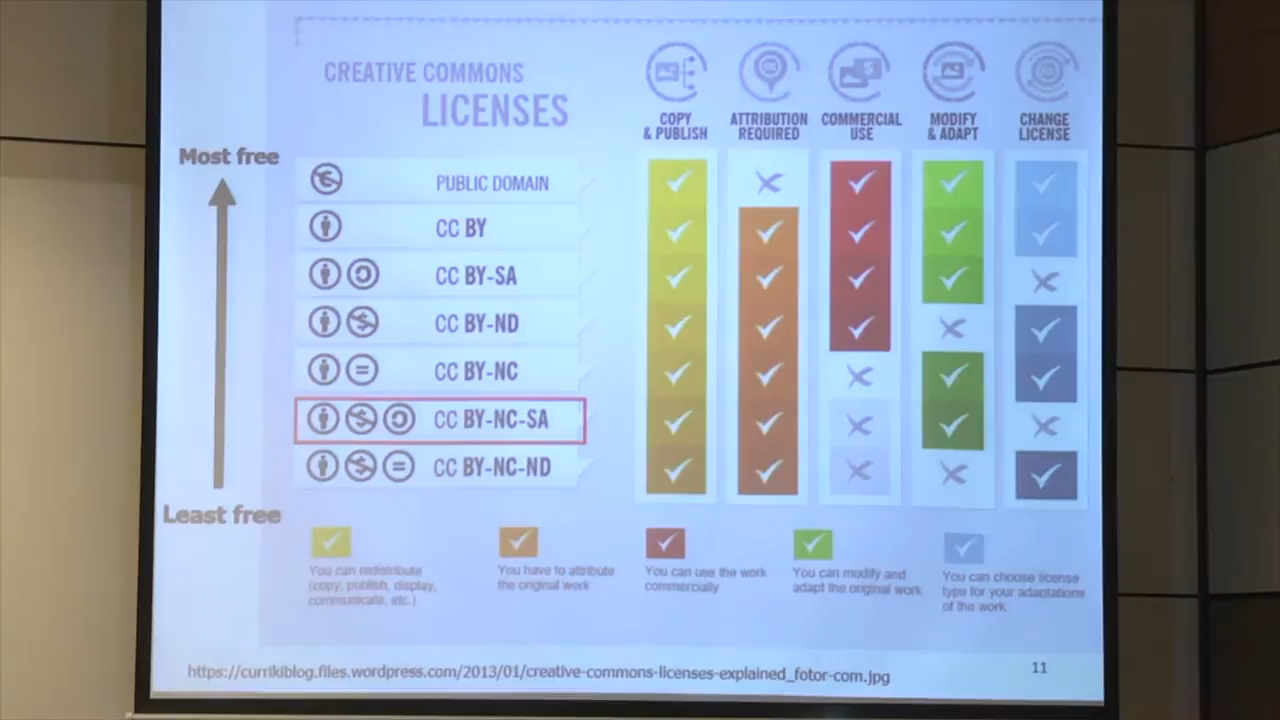 CREATIVE COMMONS
LICENSES
COPY
& PUBLISH
ATTRIBUTION
REQUIRED
COMMERCIAL
USE
MODIFY
& ADAPT
CHANGE
LICENSE
Most free
PUBLIC DOMAIN
CC BY
CC BY-SA
CC BY-ND
CC BY-NC
CC BY-NC-SA
CC BY-NC-ND
Least free
You can redistribute
(copy, publish, display,
communicate, etc.)
You have to attribute
the original work
You can use the work
commercially
You can modify and
adapt the original work
You can choose license
type for your adaptations
of the work
https://currikiblog.files.wordpress.com/2013/01/creative-commons-licenses-explained_fotor-com.jpg
11